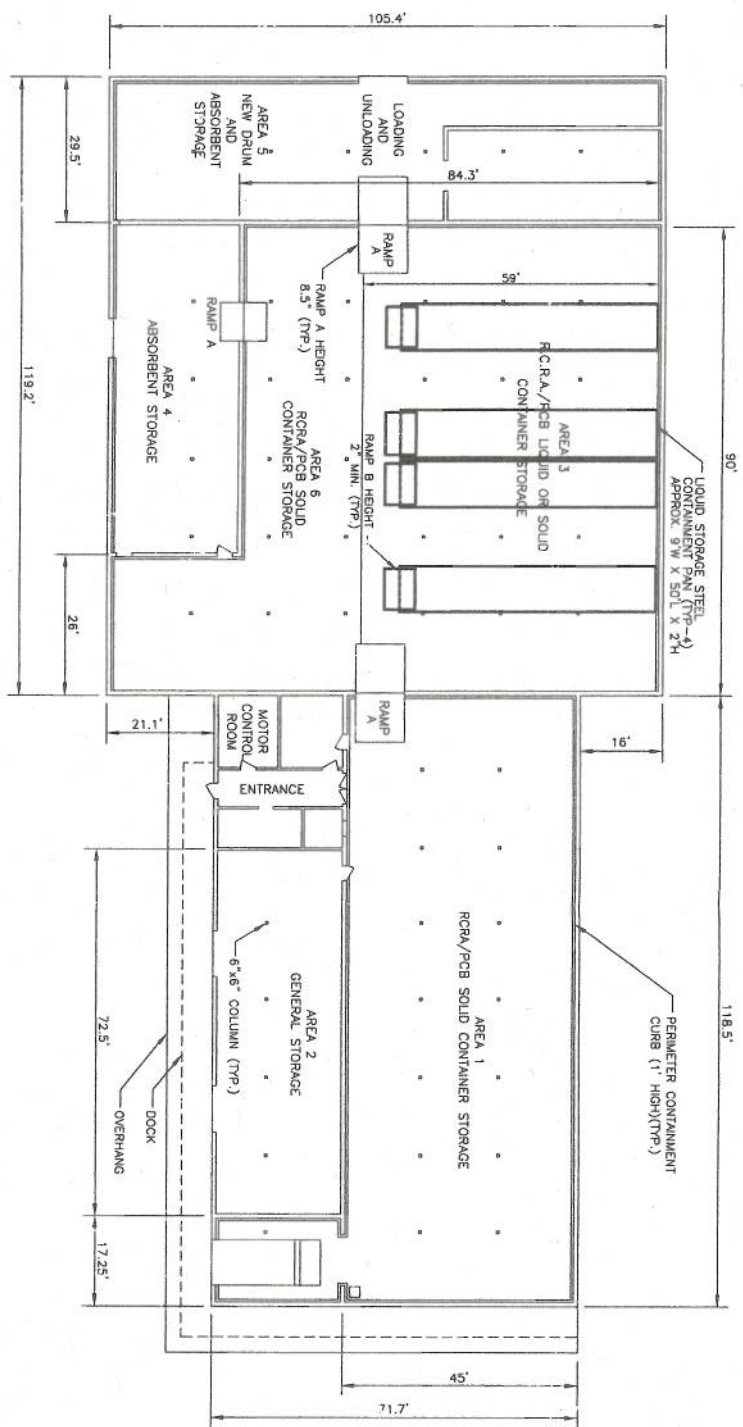 105.4'
29.5'
AREA 5
NEW DRUM
AND
ABSORBENT
STORAGE
LOADING
AND
UNLOADING
84.3'
RAMP
A
RAMP A HEIGHT
8.5" (TYP.)
59'
90'
119.2'
RAMP A
AREA 4
ABSORBENT STORAGE
AREA 6
RCRA/PCB SOLID
CONTAINER STORAGE
RAMP B HEIGHT
2" MIN. (TYP.)
AREA 3
R.C.R.A./PCB LIQUID OR SOLID
CONTAINER STORAGE
LIQUID STORAGE STEEL
CONTAINMENT PAN (TYP-4)
APPROX. 9'W X 50'L X 2"H
26'
21.1'
RAMP
A
16'
MOTOR
CONTROL
ROOM
ENTRANCE
118.5'
AREA 1
RCRA/PCB SOLID CONTAINER STORAGE
PERIMETER CONTAINMENT
CURB (1' HIGH)(TYP.)
6"x6" COLUMN (TYP.)
AREA 2
GENERAL STORAGE
72.5'
DOCK
OVERHANG
17.25'
45'
71.7'